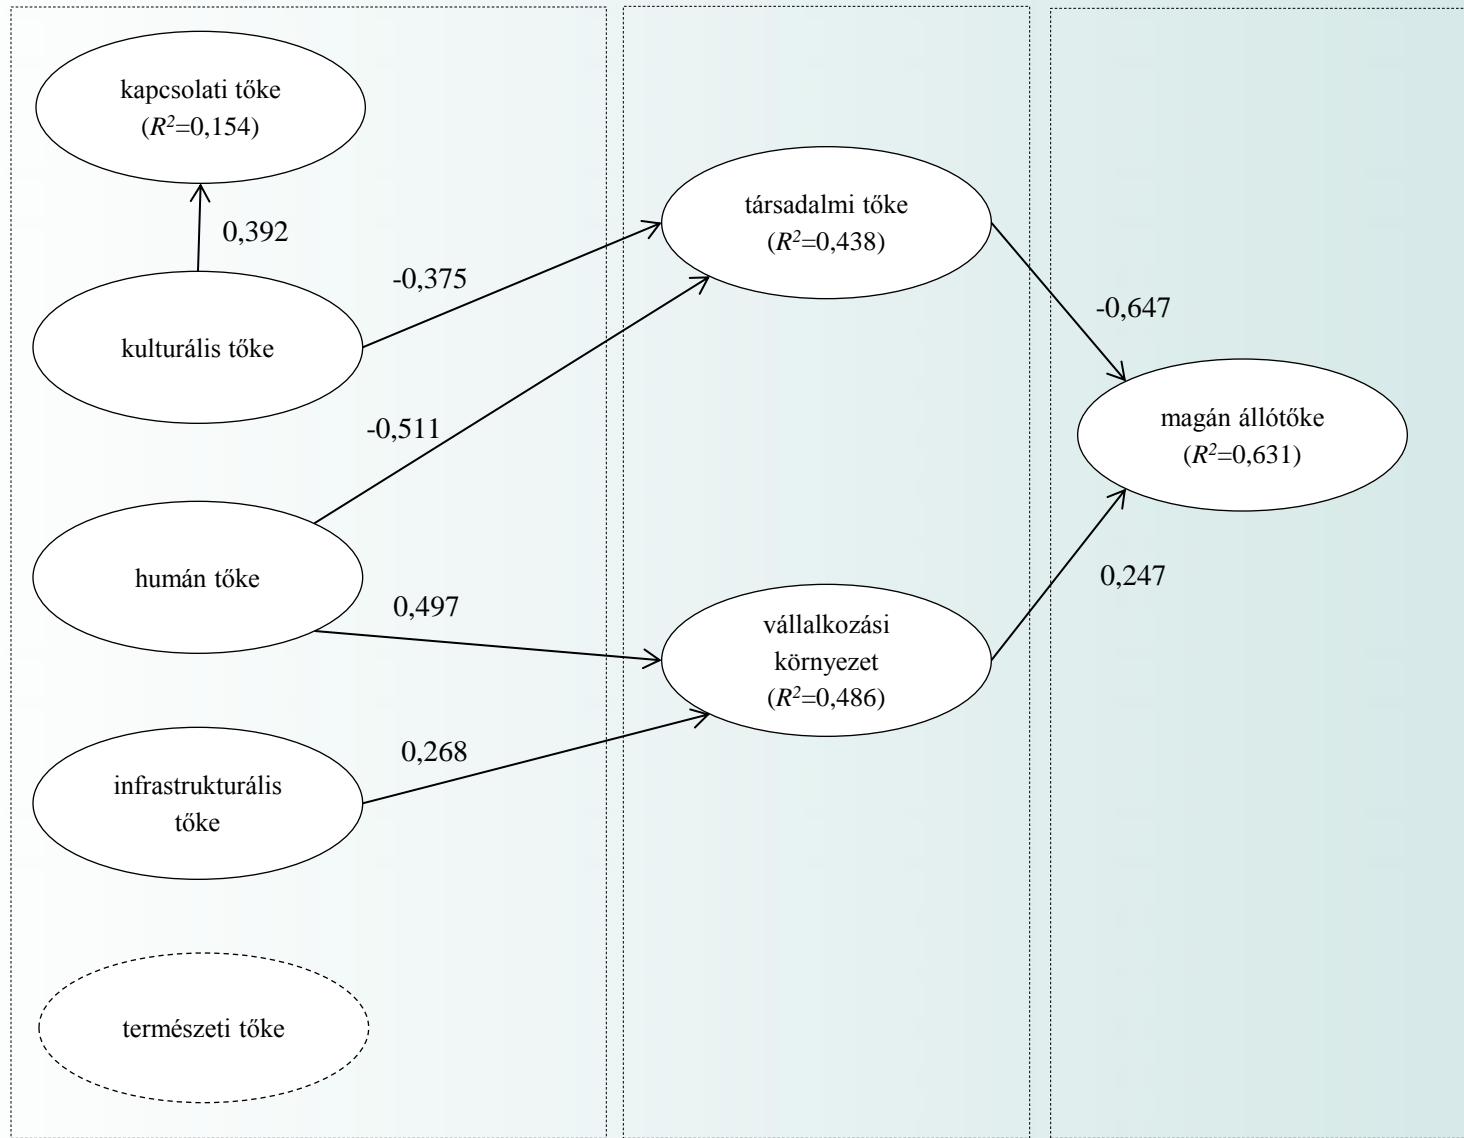 kapcsolati tőke
(R²=0,154)
0,392
kulturális tőke
-0,375
-0,511
humán tőke
0,497
infrastrukturális
tőke
0,268
természeti tőke
társadalmi tőke
(R²=0,438)
-0,647
vállalkozási
környezet
(R²=0,486)
0,247
magán állótőke
(R²=0,631)